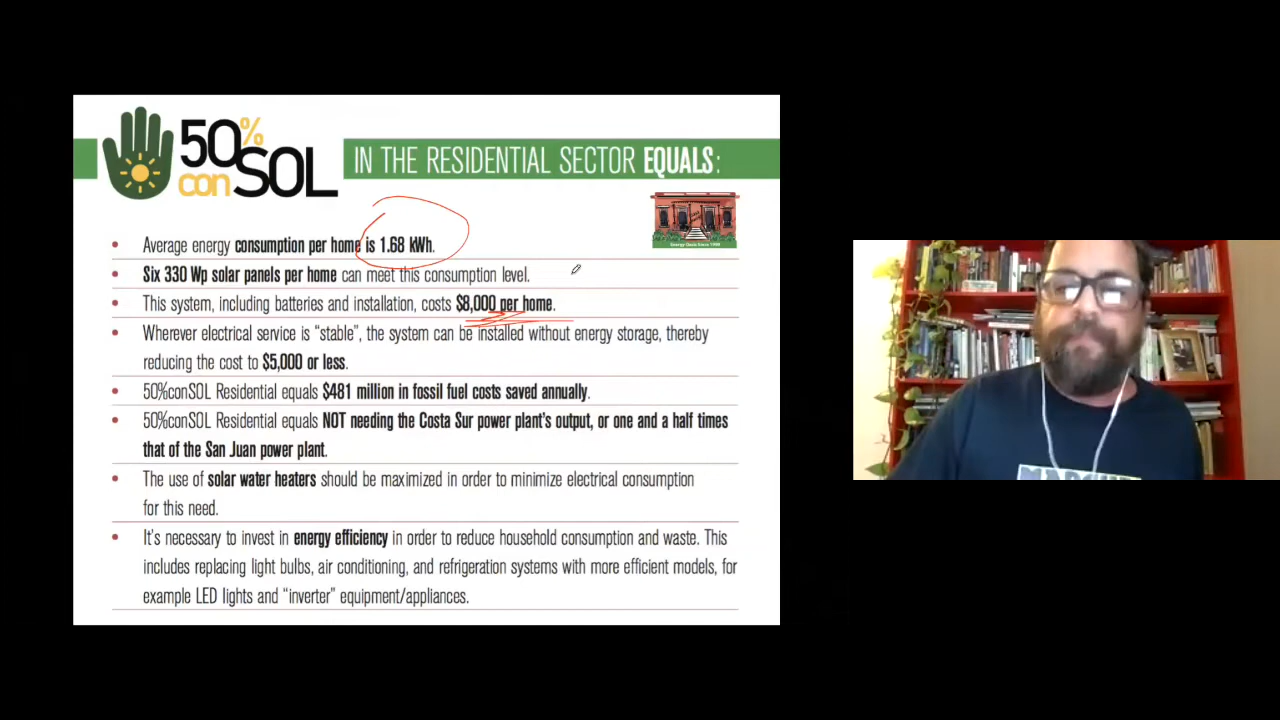 50%
con SOL
IN THE RESIDENTIAL SECTOR EQUALS:
Energy Oasis Since 1999
• Average energy consumption per home is 1.68 kWh.
• Six 330 Wp solar panels per home can meet this consumption level.
• This system, including batteries and installation, costs $8,000 per home.
• Wherever electrical service is “stable”, the system can be installed without energy storage, thereby
reducing the cost to $5,000 or less.
• 50%conSOL Residential equals $481 million in fossil fuel costs saved annually.
• 50%conSOL Residential equals NOT needing the Costa Sur power plant’s output, or one and a half times
that of the San Juan power plant.
• The use of solar water heaters should be maximized in order to minimize electrical consumption
for this need.
• It’s necessary to invest in energy efficiency in order to reduce household consumption and waste. This
includes replacing light bulbs, air conditioning, and refrigeration systems with more efficient models, for
example LED lights and “inverter” equipment/appliances.